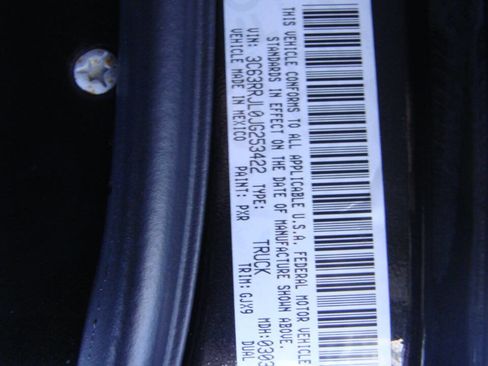 THIS VEHICLE CONFORMS TO ALL APPLICABLE U.S.A. FEDERAL MOTOR VEHICLE
STANDARDS IN EFFECT ON THE DATE OF MANUFACTURE SHOWN ABOVE.
VIN: 3C63RRJL0JG253422 TYPE: TRUCK MDH: 0303
VEHICLE MADE IN MEXICO PAINT: PXR TRIM: GJX9 DUAL